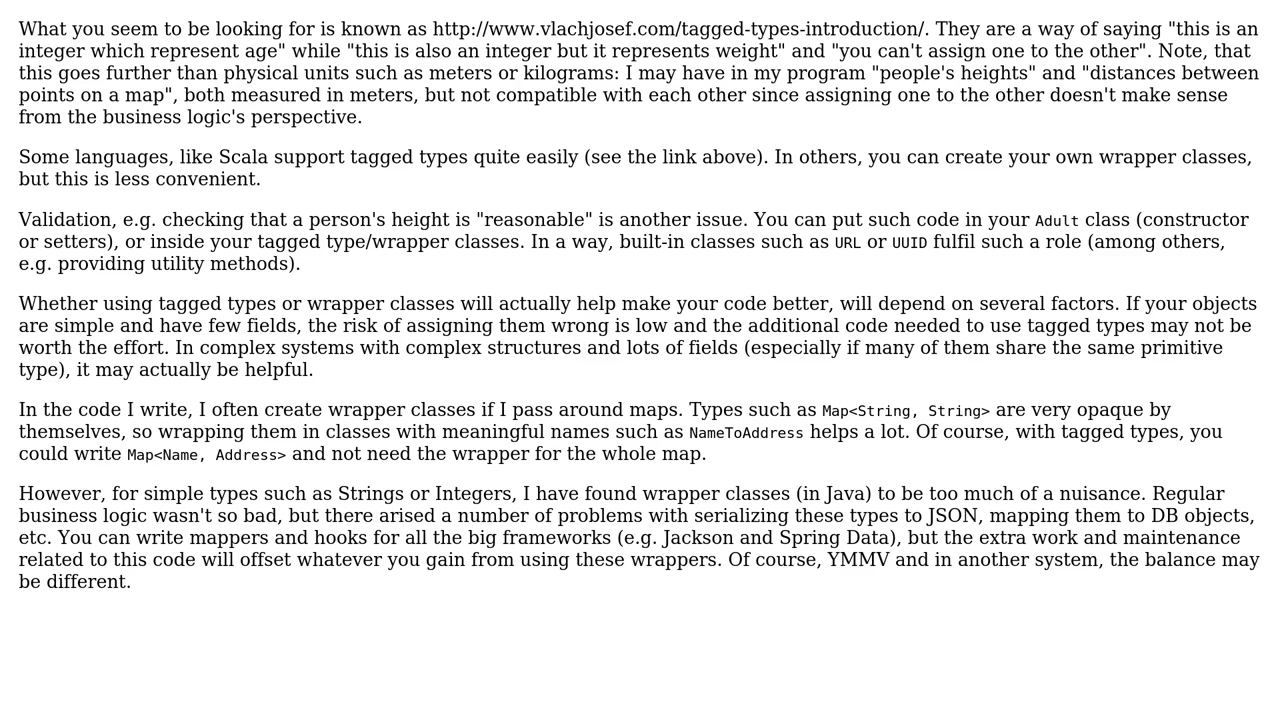 What you seem to be looking for is known as http://www.vlachjosef.com/tagged-types-introduction/. They are a way of saying "this is an
integer which represent age" while "this is also an integer but it represents weight" and "you can't assign one to the other". Note, that
this goes further than physical units such as meters or kilograms: I may have in my program "people's heights" and "distances between
points on a map", both measured in meters, but not compatible with each other since assigning one to the other doesn't make sense
from the business logic's perspective.
Some languages, like Scala support tagged types quite easily (see the link above). In others, you can create your own wrapper classes,
but this is less convenient.
Validation, e.g. checking that a person's height is "reasonable" is another issue. You can put such code in your Adult class (constructor
or setters), or inside your tagged type/wrapper classes. In a way, built-in classes such as URL or UUID fulfil such a role (among others,
e.g. providing utility methods).
Whether using tagged types or wrapper classes will actually help make your code better, will depend on several factors. If your objects
are simple and have few fields, the risk of assigning them wrong is low and the additional code needed to use tagged types may not be
worth the effort. In complex systems with complex structures and lots of fields (especially if many of them share the same primitive
type), it may actually be helpful.
In the code I write, I often create wrapper classes if I pass around maps. Types such as Map<String, String> are very opaque by
themselves, so wrapping them in classes with meaningful names such as NameToAddress helps a lot. Of course, with tagged types, you
could write Map<Name, Address> and not need the wrapper for the whole map.
However, for simple types such as Strings or Integers, I have found wrapper classes (in Java) to be too much of a nuisance. Regular
business logic wasn't so bad, but there arised a number of problems with serializing these types to JSON, mapping them to DB objects,
etc. You can write mappers and hooks for all the big frameworks (e.g. Jackson and Spring Data), but the extra work and maintenance
related to this code will offset whatever you gain from using these wrappers. Of course, YMMV and in another system, the balance may
be different.